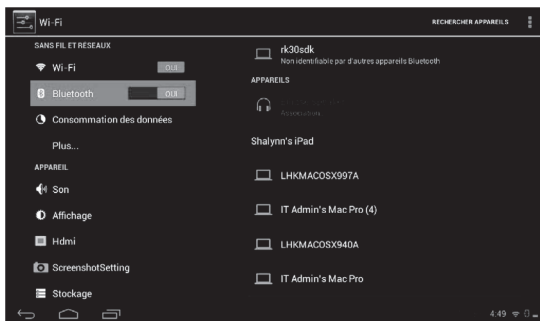 Wi-Fi
RECHERCHER APPAREILS
SANS FIL ET RÉSEAUX
Wi-Fi OUI
Bluetooth OUI
Consommation des données
Plus...
APPAREIL
Son
Affichage
Hdmi
ScreenshotSetting
Stockage
rk30sdk
Non identifiable par d'autres appareils Bluetooth
APPAREILS
Shalynn's iPad
LHKMACOSX997A
IT Admin's Mac Pro (4)
LHKMACOSX940A
IT Admin's Mac Pro
4:49